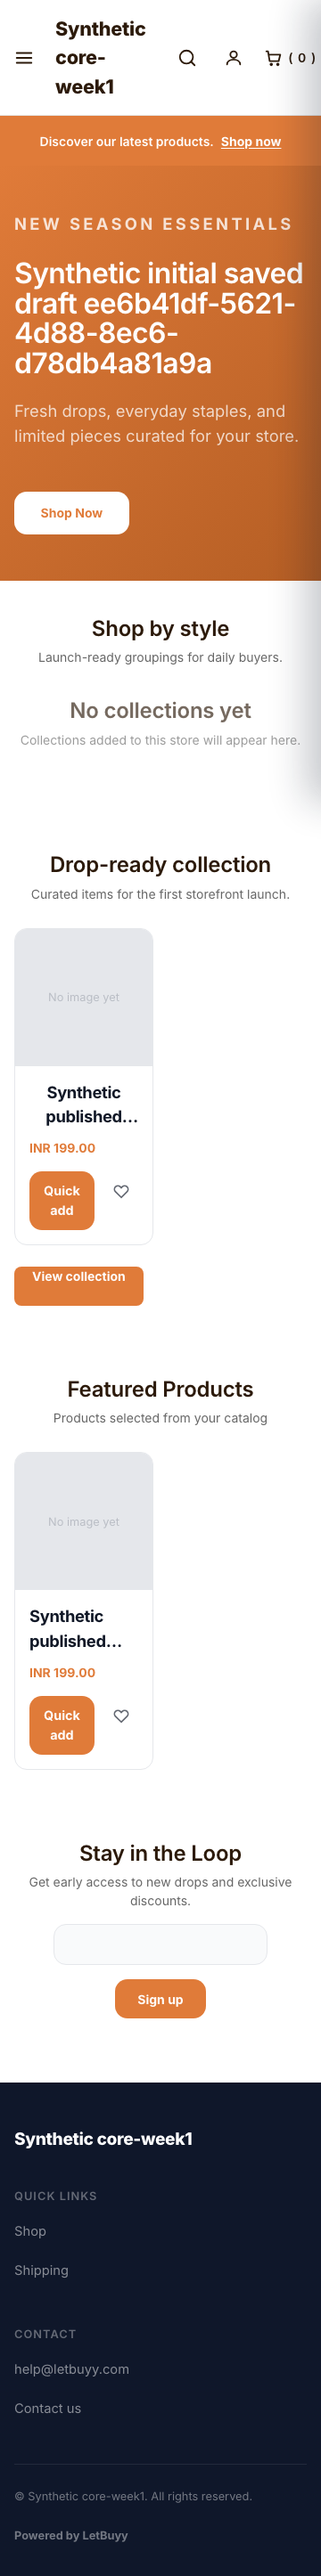 Synthetic
core-
week1
( 0 )
Discover our latest products. Shop now
NEW SEASON ESSENTIALS
Synthetic initial saved
draft ee6b41df-5621-
4d88-8ec6-
d78db4a81a9a
Fresh drops, everyday staples, and
limited pieces curated for your store.
Shop Now
Shop by style
Launch-ready groupings for daily buyers.
No collections yet
Collections added to this store will appear here.
Drop-ready collection
Curated items for the first storefront launch.
No image yet
Synthetic
published...
INR 199.00
Quick
add
View collection
Featured Products
Products selected from your catalog
No image yet
Synthetic
published...
INR 199.00
Quick
add
Stay in the Loop
Get early access to new drops and exclusive
discounts.
Sign up
Synthetic core-week1
QUICK LINKS
Shop
Shipping
CONTACT
help@letbuyy.com
Contact us
© Synthetic core-week1. All rights reserved.
Powered by LetBuyy